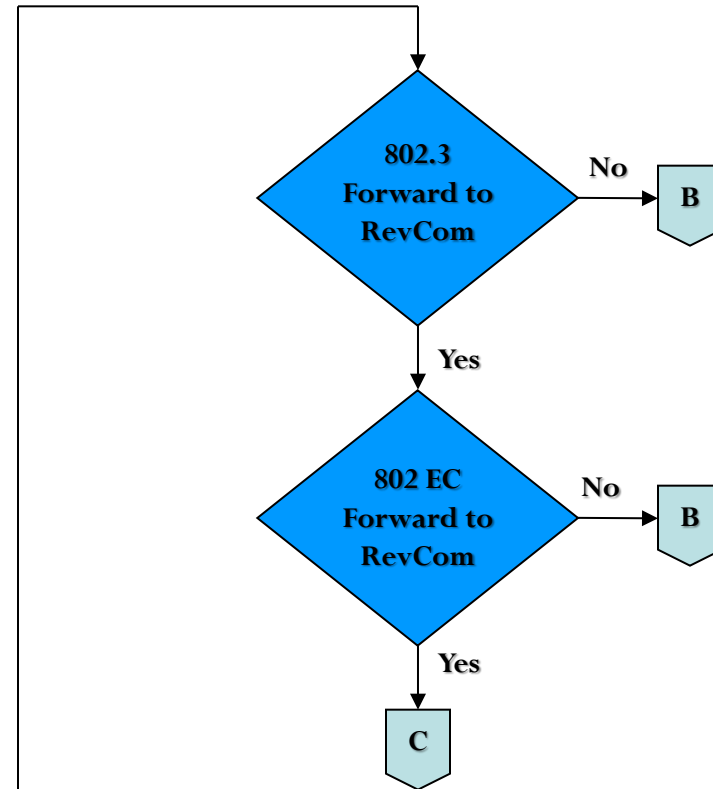 802.3
Forward to
RevCom
No
B
Yes
802 EC
Forward to
RevCom
No
B
Yes
C